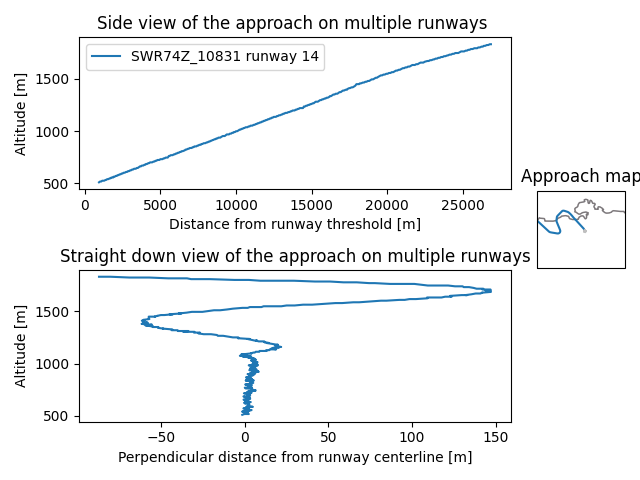 Side view of the approach on multiple runways
SWR74Z_10831 runway 14
Altitude [m]
1500
1000
500
0 5000 10000 15000 20000 25000
Distance from runway threshold [m]
Approach map
Straight down view of the approach on multiple runways
Altitude [m]
1500
1000
500
−50 0 50 100 150
Perpendicular distance from runway centerline [m]